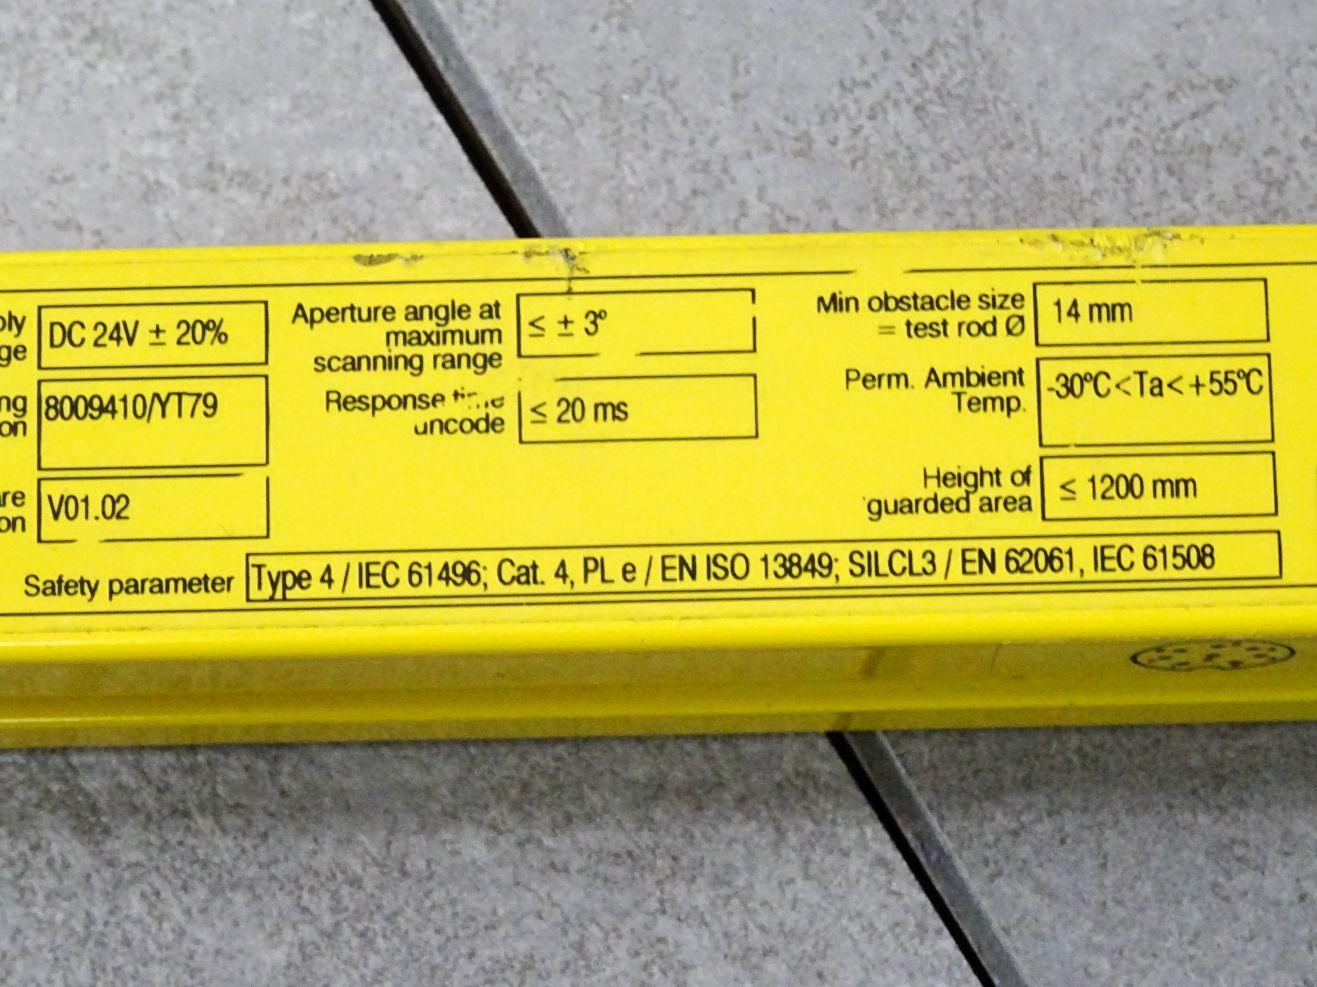 ply
ge
DC 24V ± 20%
ng
on
8009410/YT79
re
on
V01.02
Aperture angle at
maximum
scanning range
≤ ± 3°
Response time
uncode
≤ 20 ms
Min obstacle size
= test rod Ø
14 mm
Perm. Ambient
Temp.
-30°C<Ta<+55°C
Height of
guarded area
≤ 1200 mm
Safety parameter
Type 4 / IEC 61496; Cat. 4, PL e / EN ISO 13849; SILCL3 / EN 62061, IEC 61508